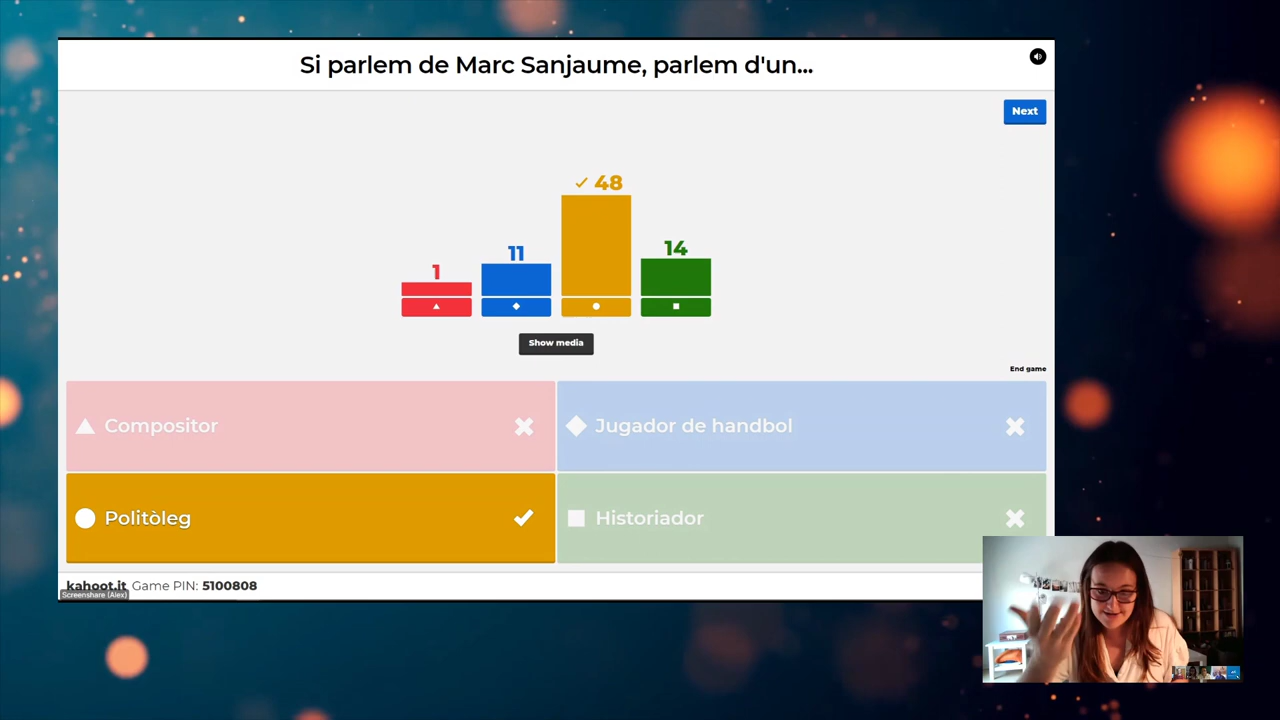 Si parlem de Marc Sanjaume, parlem d'un...
Next
48
14
11
1
Show media
End game
Compositor
Jugador de handbol
Politòleg
Historiador
kahoot.it Game PIN: 5100808
Screenshare (Alex)